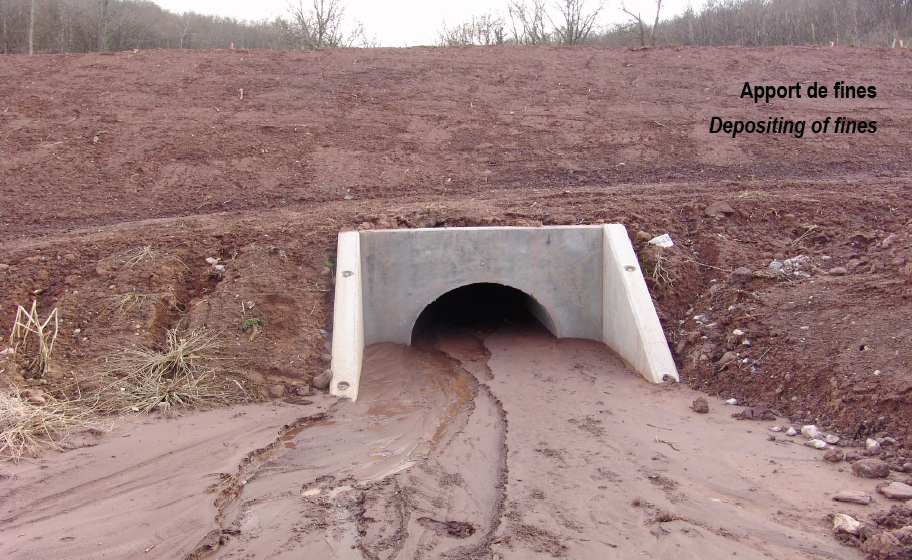 Apport de fines
Depositing of fines